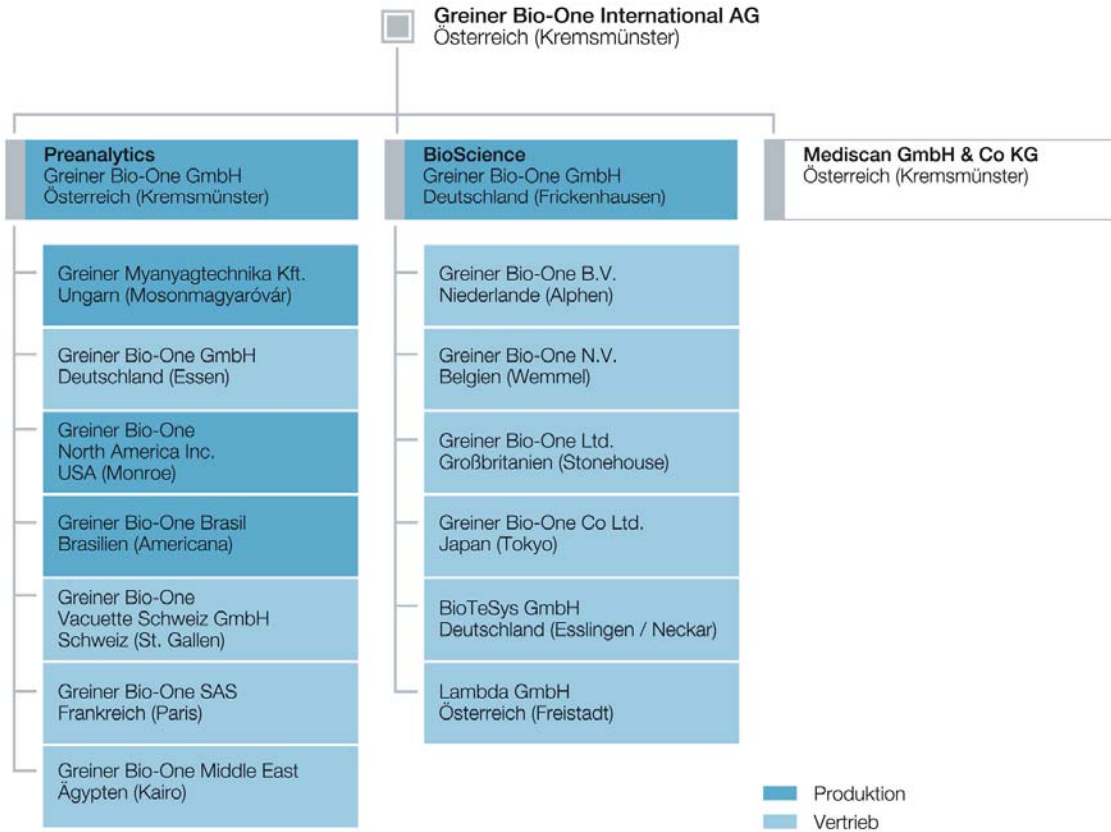 Greiner Bio-One International AG
Österreich (Kremsmünster)
Preanalytics
Greiner Bio-One GmbH
Österreich (Kremsmünster)
Greiner Myanyagtechnika Kft.
Ungarn (Mosonmagyaróvár)
Greiner Bio-One GmbH
Deutschland (Essen)
Greiner Bio-One
North America Inc.
USA (Monroe)
Greiner Bio-One Brasil
Brasilien (Americana)
Greiner Bio-One
Vacuette Schweiz GmbH
Schweiz (St. Gallen)
Greiner Bio-One SAS
Frankreich (Paris)
Greiner Bio-One Middle East
Ägypten (Kairo)
BioScience
Greiner Bio-One GmbH
Deutschland (Frickenhausen)
Greiner Bio-One B.V.
Niederlande (Alphen)
Greiner Bio-One N.V.
Belgien (Wemmel)
Greiner Bio-One Ltd.
Großbritanien (Stonehouse)
Greiner Bio-One Co Ltd.
Japan (Tokyo)
BioTeSys GmbH
Deutschland (Esslingen / Neckar)
Lambda GmbH
Österreich (Freistadt)
Mediscan GmbH & Co KG
Österreich (Kremsmünster)
Produktion
Vertrieb